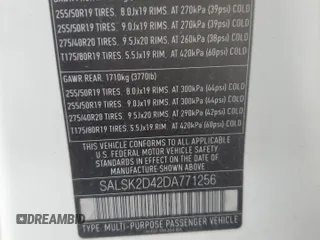 255/50R19 TIRES. 8.0Jx19 RIMS. AT 270kPa (39psi) COLD
255/50R19 TIRES. 9.0Jx19 RIMS. AT 270kPa (39psi) COLD
275/40R20 TIRES. 9.5Jx20 RIMS. AT 260kPa (38psi) COLD
T175/80R19 TIRES. 5.5Jx19 RIM. AT 420kPa (60psi) COLD
GAWR REAR. 1710kg (3770lb)
255/50R19 TIRES. 8.0Jx19 RIMS. AT 300kPa (44psi) COLD
255/50R19 TIRES. 9.0Jx19 RIMS. AT 300kPa (44psi) COLD
275/40R20 TIRES. 9.5Jx20 RIMS. AT 290kPa (42psi) COLD
T175/80R19 TIRES. 5.5Jx19 RIM. AT 420kPa (60psi) COLD
THIS VEHICLE CONFORMS TO ALL APPLICABLE
U.S. FEDERAL MOTOR VEHICLE SAFETY
STANDARDS IN EFFECT ON THE DATE OF
MANUFACTURE SHOWN ABOVE.
SALSK2D42DA771256
TYPE: MULTI-PURPOSE PASSENGER VEHICLE
DREAMBID